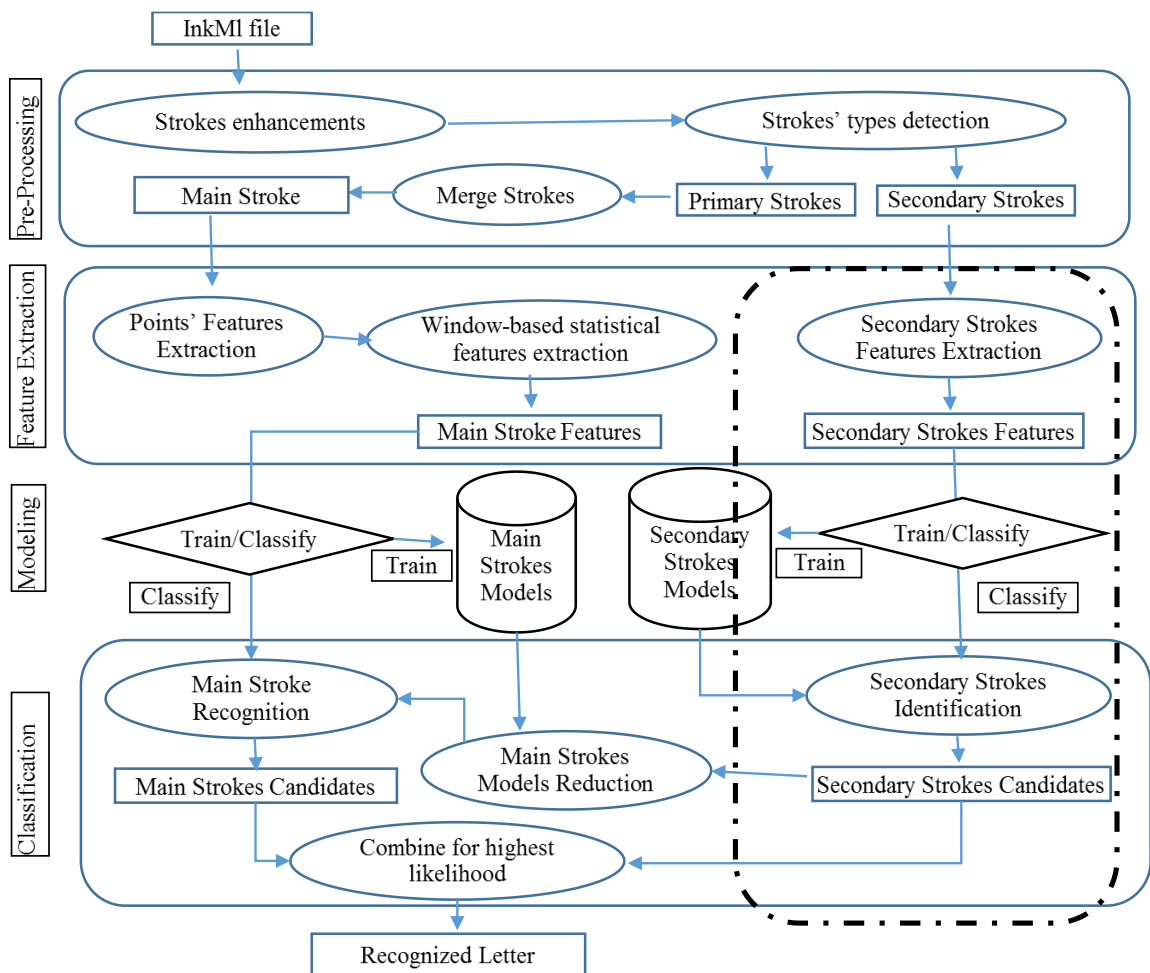 InkMl file
Pre-Processing
Strokes enhancements
Strokes’ types detection
Main Stroke
Merge Strokes
Primary Strokes
Secondary Strokes
Feature Extraction
Points’ Features
Extraction
Window-based statistical
features extraction
Secondary Strokes
Features Extraction
Main Stroke Features
Secondary Strokes Features
Modeling
Train/Classify
Train
Classify
Main
Strokes
Models
Secondary
Strokes
Models
Train/Classify
Train
Classify
Classification
Main Stroke
Recognition
Secondary Strokes
Identification
Main Strokes
Models Reduction
Main Strokes Candidates
Secondary Strokes Candidates
Combine for highest
likelihood
Recognized Letter